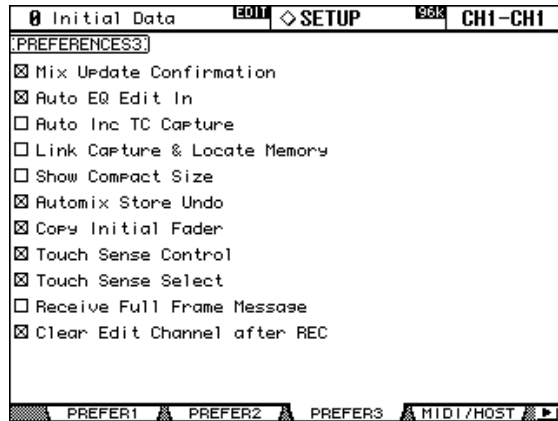 0 Initial Data EDIT ◇SETUP 96K CH1-CH1
PREFERENCES3
Mix Update Confirmation
Auto EQ Edit In
Auto Inc TC Capture
Link Capture & Locate Memory
Show Compact Size
Automix Store Undo
Copy Initial Fader
Touch Sense Control
Touch Sense Select
Receive Full Frame Message
Clear Edit Channel after REC
PREFER1 PREFER2 PREFER3 MIDI/HOST